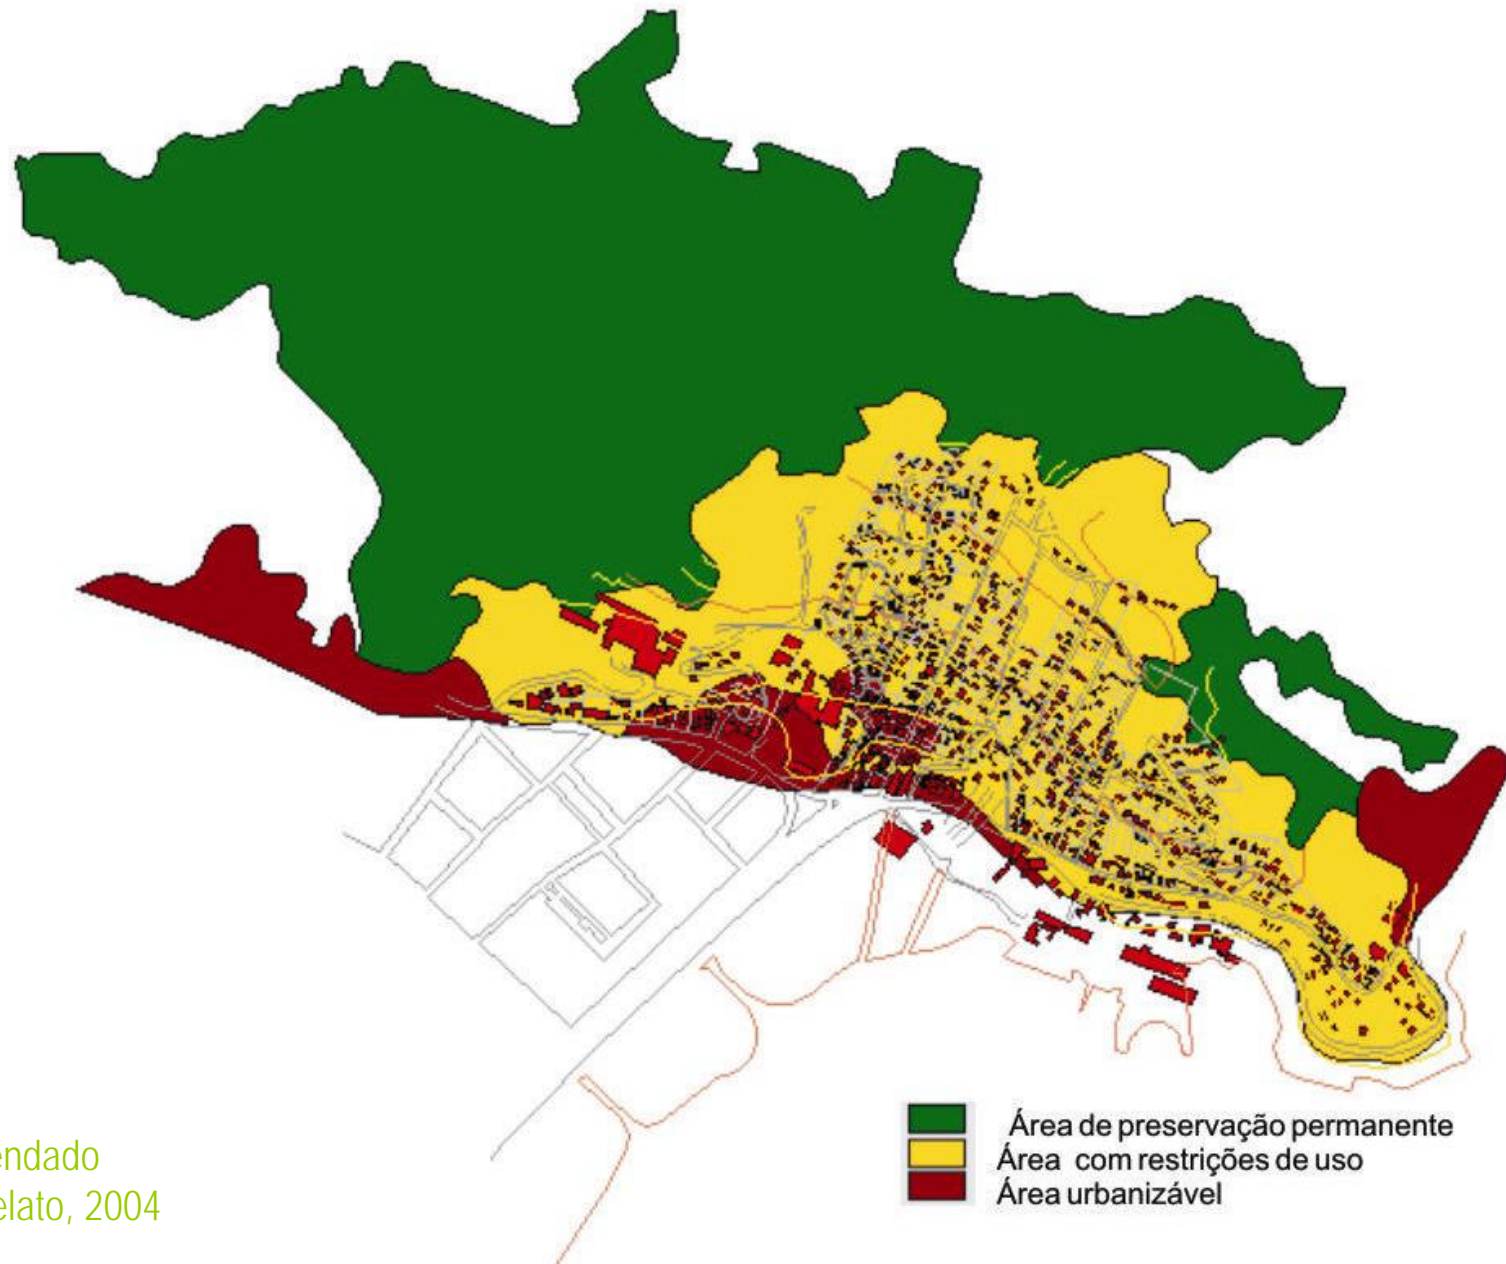 Área de preservação permanente
Área com restrições de uso
Área urbanizável
endado
elato, 2004